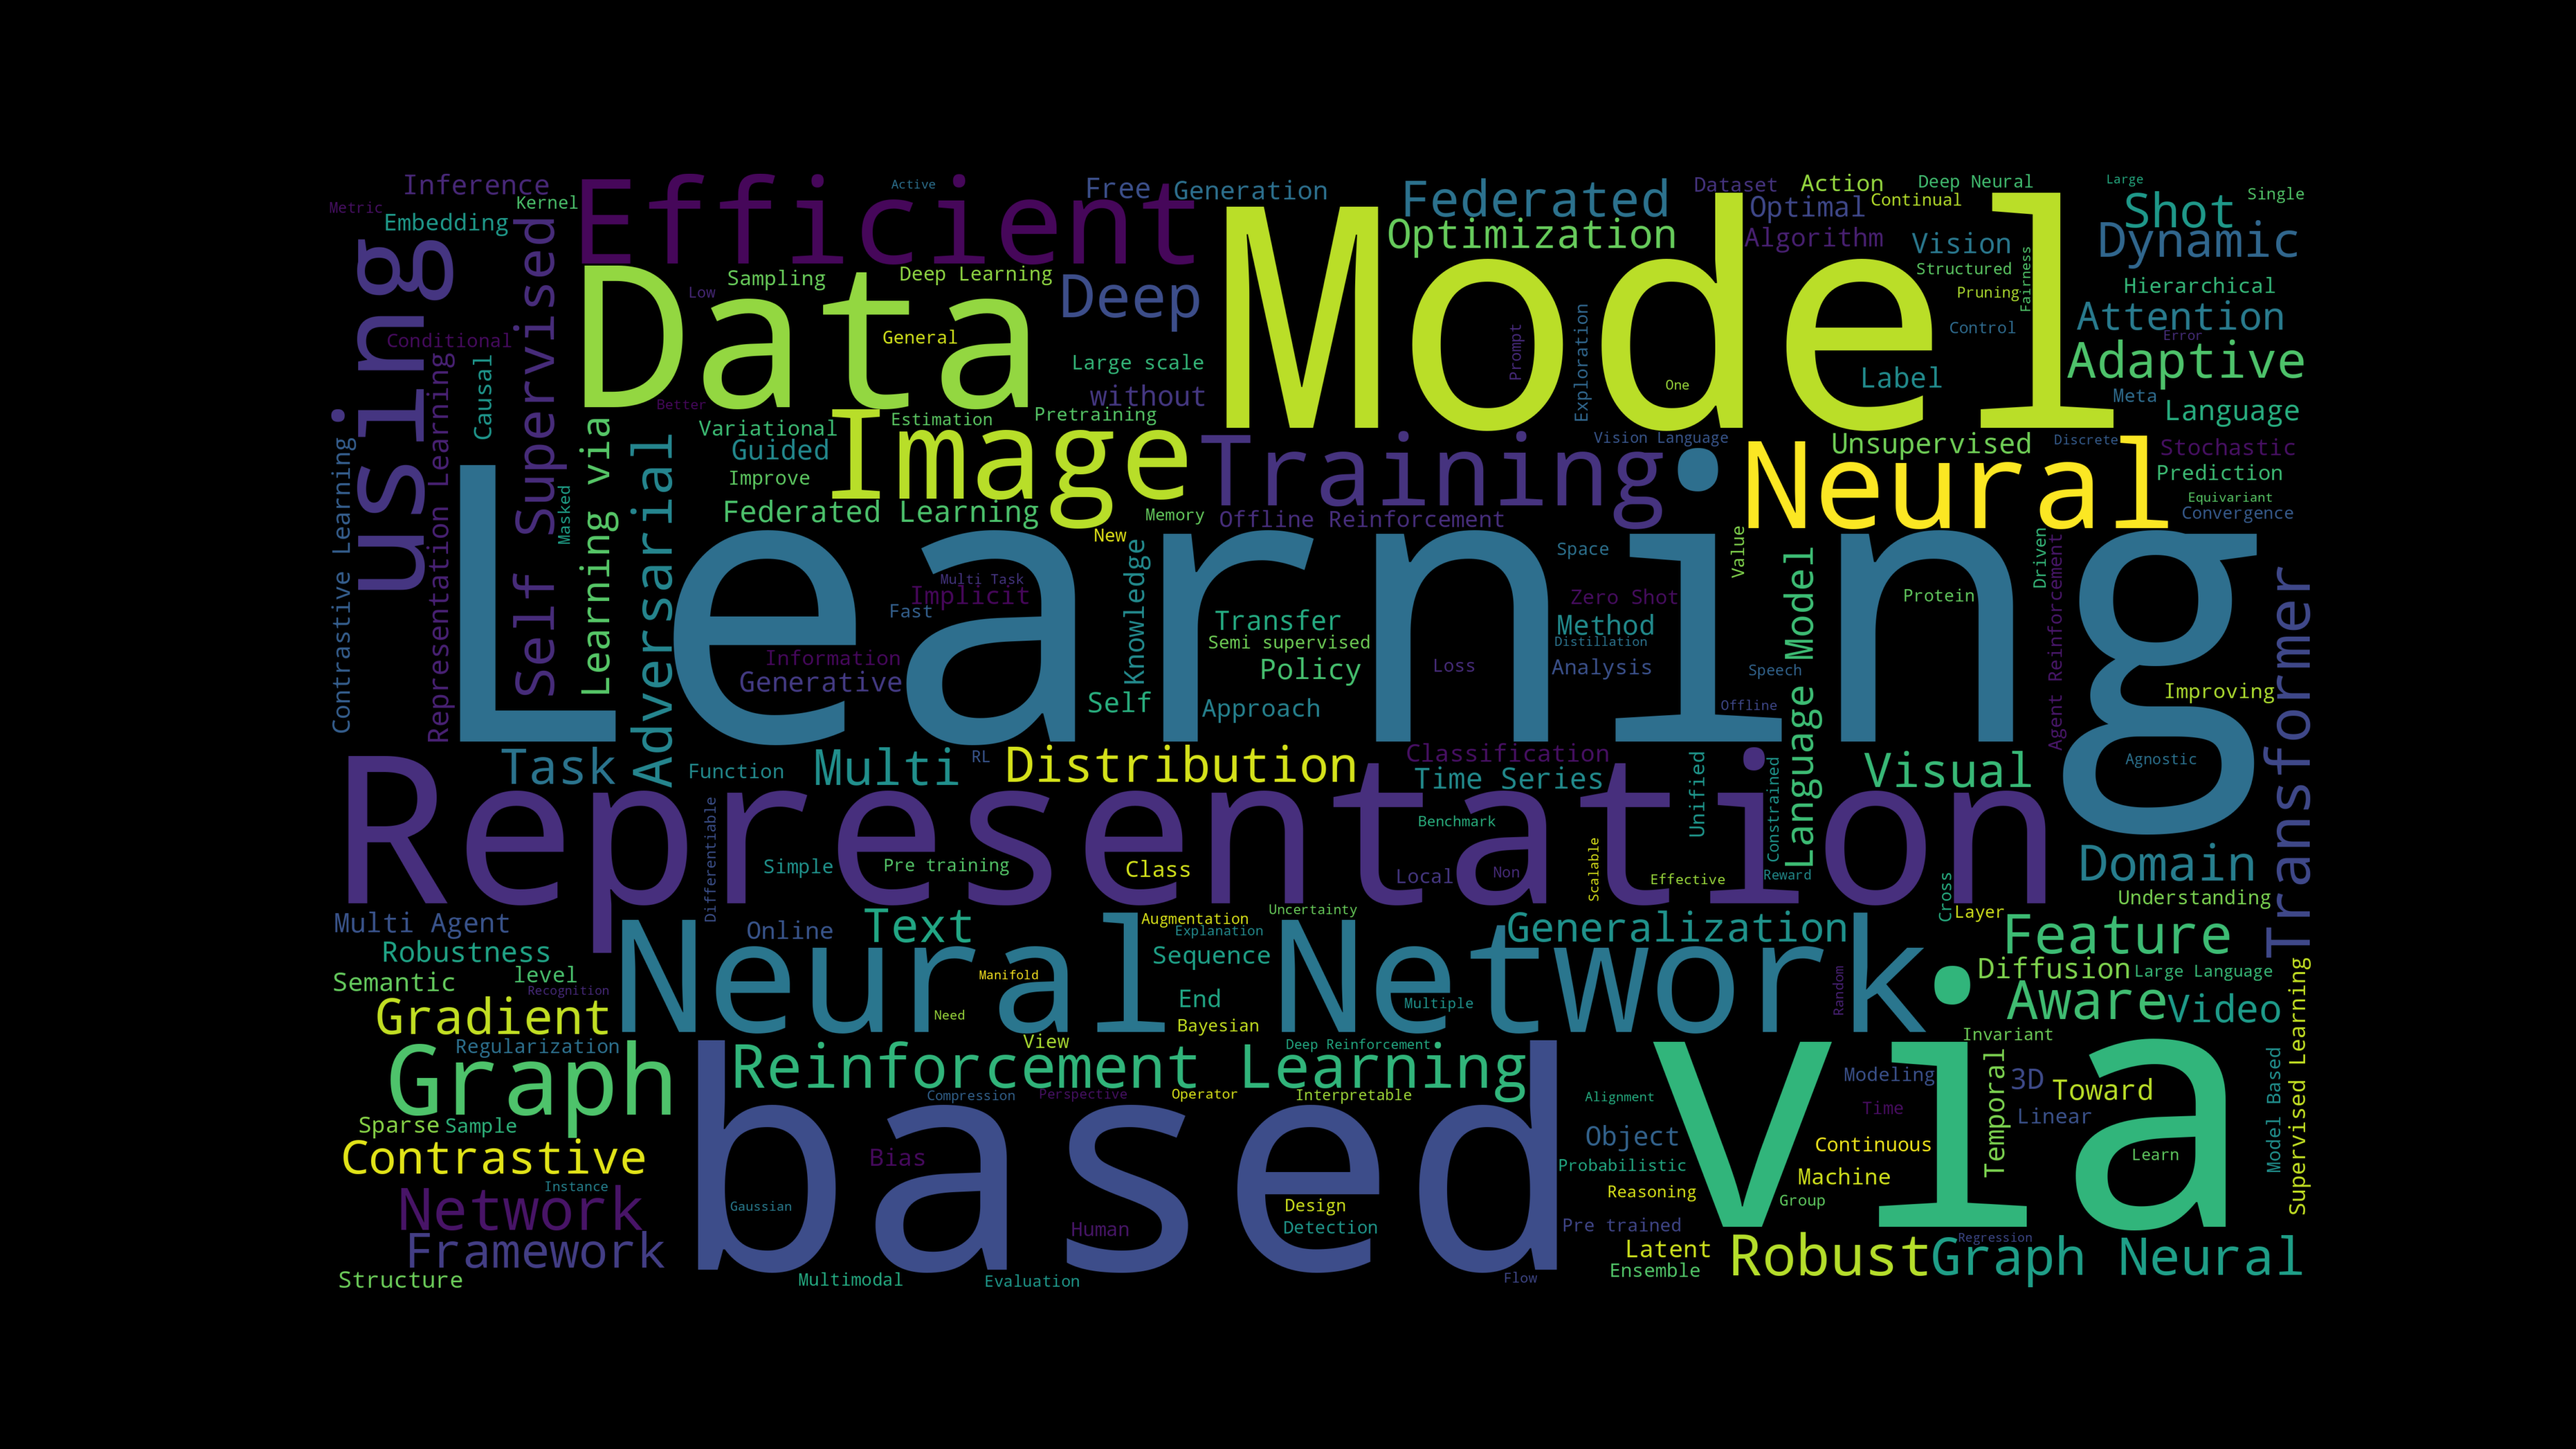 Inference
Metric
Embedding
Kernel
Efficient
Active
Free
Generation
Federated
Optimization
Dataset
Action
Deep Neural
Optimal
Continual
Algorithm
Vision
Large
Shot
Single
Dynamic
using
Self Supervised
Data
Sampling
Deep Learning
Low
General
Deep
Model
Structured
Pruning
Fairness
Control
Hierarchical
Attention
Error
Adaptive
Conditional
Causal
Representation Learning
Contrastive Learning
Large scale
without
Better
Estimation
Pretraining
Exploration
Prompt
One
Label
Meta
Language
Learning via
Adversarial
Masked
Variational
Guided
Improve
Image
Federated Learning
Memory
Training
Offline Reinforcement
Vision Language
Neural
Unsupervised
Discrete
Stochastic
Prediction
Equivariant
Convergence
Learning
New
Knowledge
Multi Task
Implicit
Fast
Information
Generative
Self
Transfer
Semi supervised
Policy
Approach
Loss
Space
Zero Shot
Method
Distillation
Analysis
Value
Speech
Offline
Language Model
Protein
Driven
Agent Reinforcement
Improving
Transformer
Agnostic
Task
Function
Multi
RL
Distribution
Classification
Time Series
Unified
Constrained
Visual
Representation
Differentiable
Simple
Pre training
Class
Benchmark
Local
Non
Scalable
Effective
Reward
Domain
Understanding
Cross
Layer
Multi Agent
Robustness
Semantic
level
Recognition
Online
Text
Augmentation
Explanation
Uncertainty
Sequence
Generalization
Feature
Diffusion
Large Language
Neural Network
Manifold
Need
End
Bayesian
Multiple
Random
Aware
Video
Invariant
Gradient
Regularization
Graph
View
Reinforcement Learning
Deep Reinforcement
Compression
Perspective
Operator
Interpretable
Alignment
via
Modeling
Time
Temporal
3D
Toward
Linear
Model Based
Supervised Learning
Sparse
Sample
Contrastive
Instance
Network
Framework
Structure
based
Bias
Gaussian
Human
Design
Detection
Multimodal
Evaluation
Flow
Object
Probabilistic
Reasoning
Pre trained
Continuous
Machine
Group
Learn
Latent
Ensemble
Robust
Regression
Graph Neural